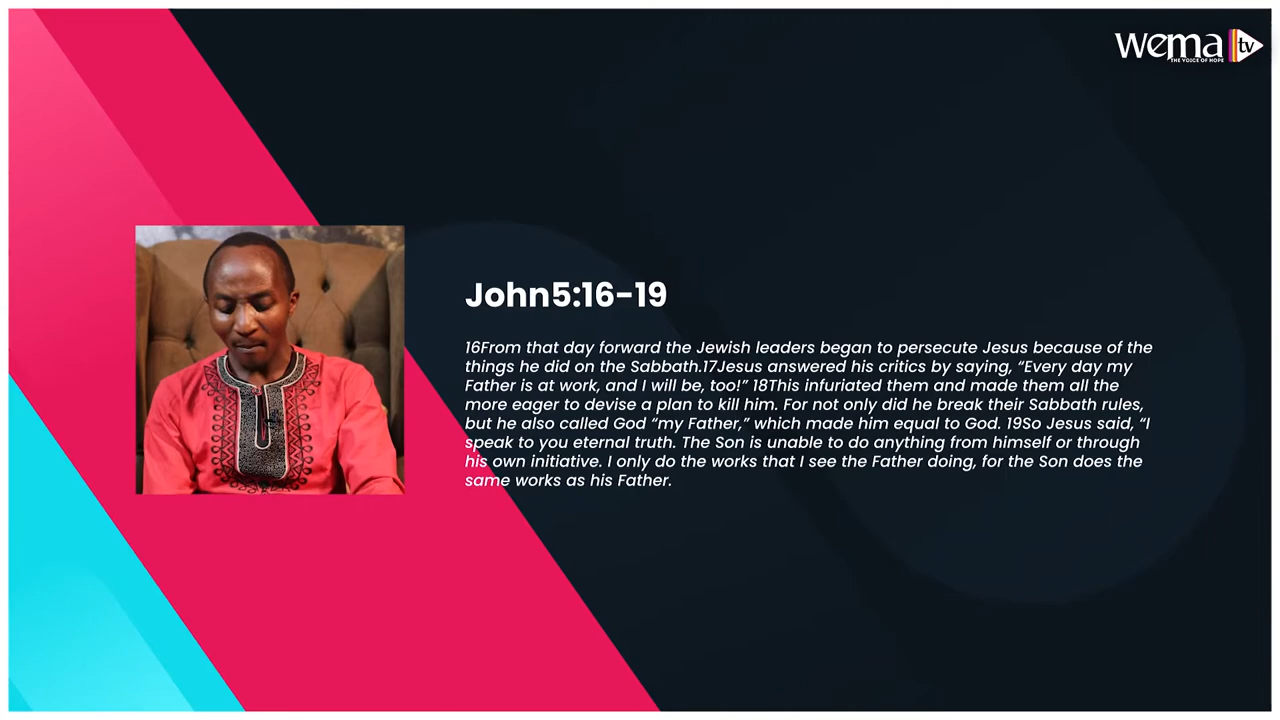 wema tv
THE VOICE OF HOPE
John5:16-19
16From that day forward the Jewish leaders began to persecute Jesus because of the
things he did on the Sabbath.17Jesus answered his critics by saying, “Every day my
Father is at work, and I will be, too!” 18This infuriated them and made them all the
more eager to devise a plan to kill him. For not only did he break their Sabbath rules,
but he also called God “my Father,” which made him equal to God. 19So Jesus said, “I
speak to you eternal truth. The Son is unable to do anything from himself or through
his own initiative. I only do the works that I see the Father doing, for the Son does the
same works as his Father.